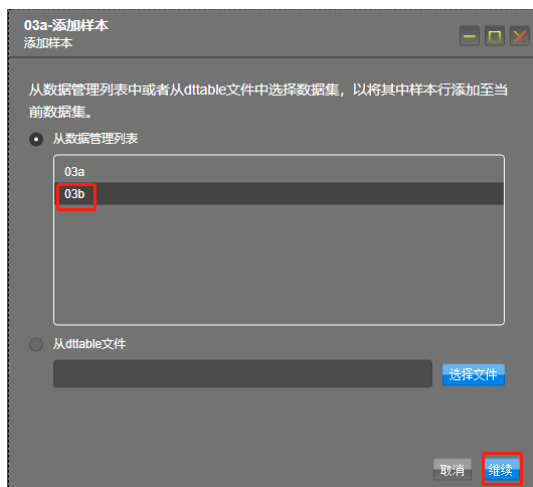 03a-添加样本
添加样本
从数据管理列表中或者从dttable文件中选择数据集，以将其中样本行添加至当
前数据集。
从数据管理列表
03a
03b
从dttable文件
选择文件
取消
继续